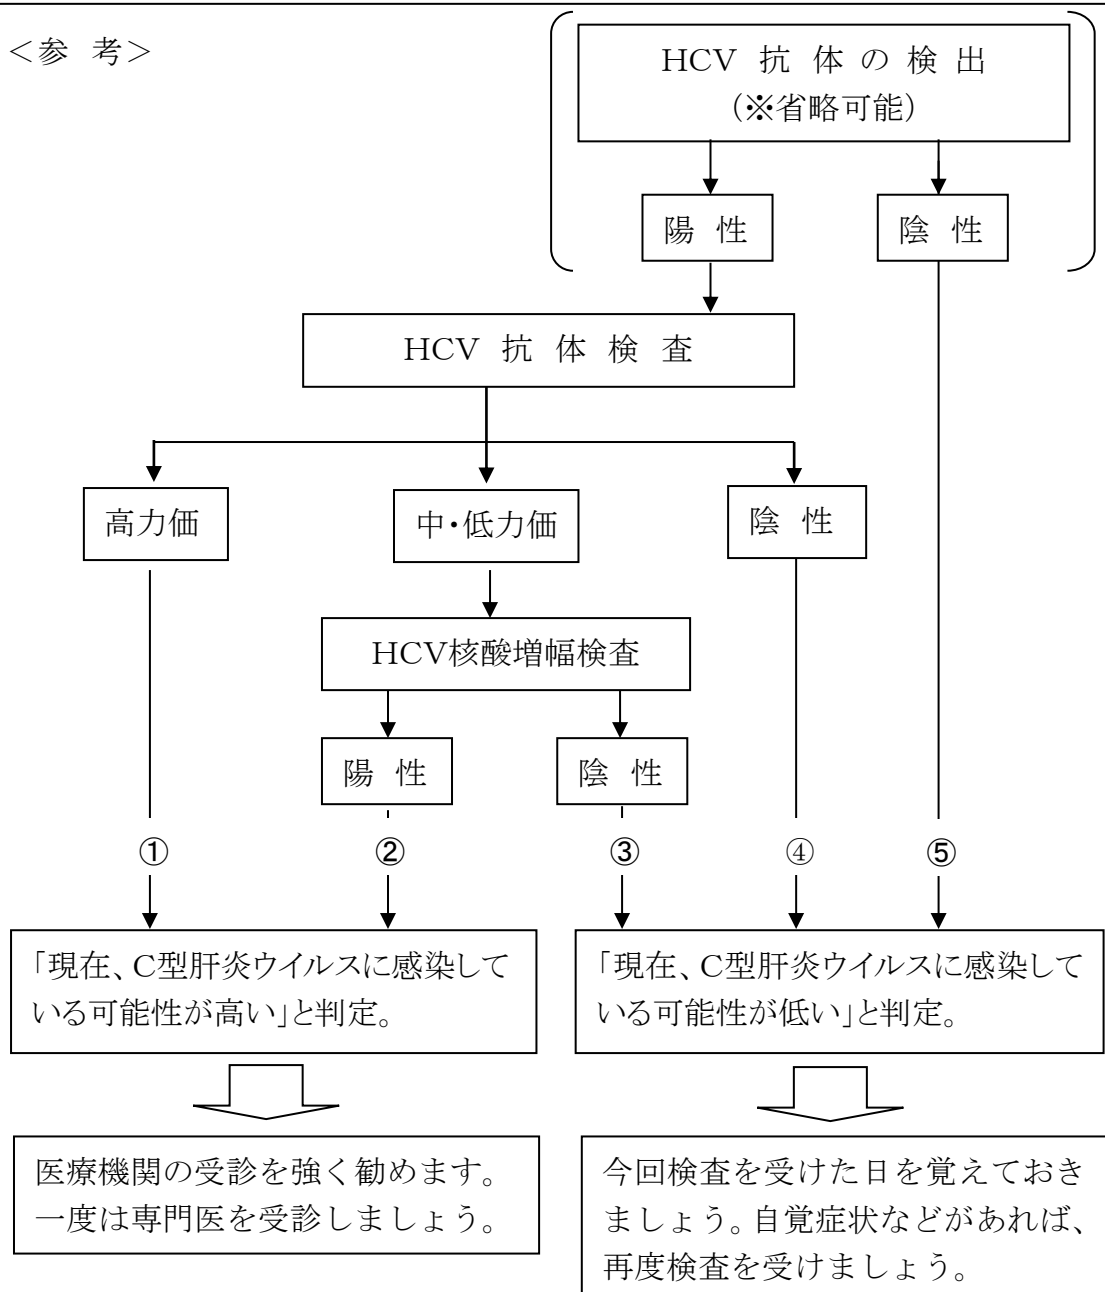 ＜参 考＞
HCV 抗 体 の 検 出
（※省略可能）
陽 性
陰 性
HCV 抗 体 検 査
高力価
中・低力価
陰 性
HCV核酸増幅検査
陽 性
陰 性
①
②
③
④
⑤
「現在、C型肝炎ウイルスに感染して
いる可能性が高い」と判定。
「現在、C型肝炎ウイルスに感染して
いる可能性が低い」と判定。
医療機関の受診を強く勧めます。
一度は専門医を受診しましょう。
今回検査を受けた日を覚えておき
ましょう。自覚症状などがあれば、
再度検査を受けましょう。